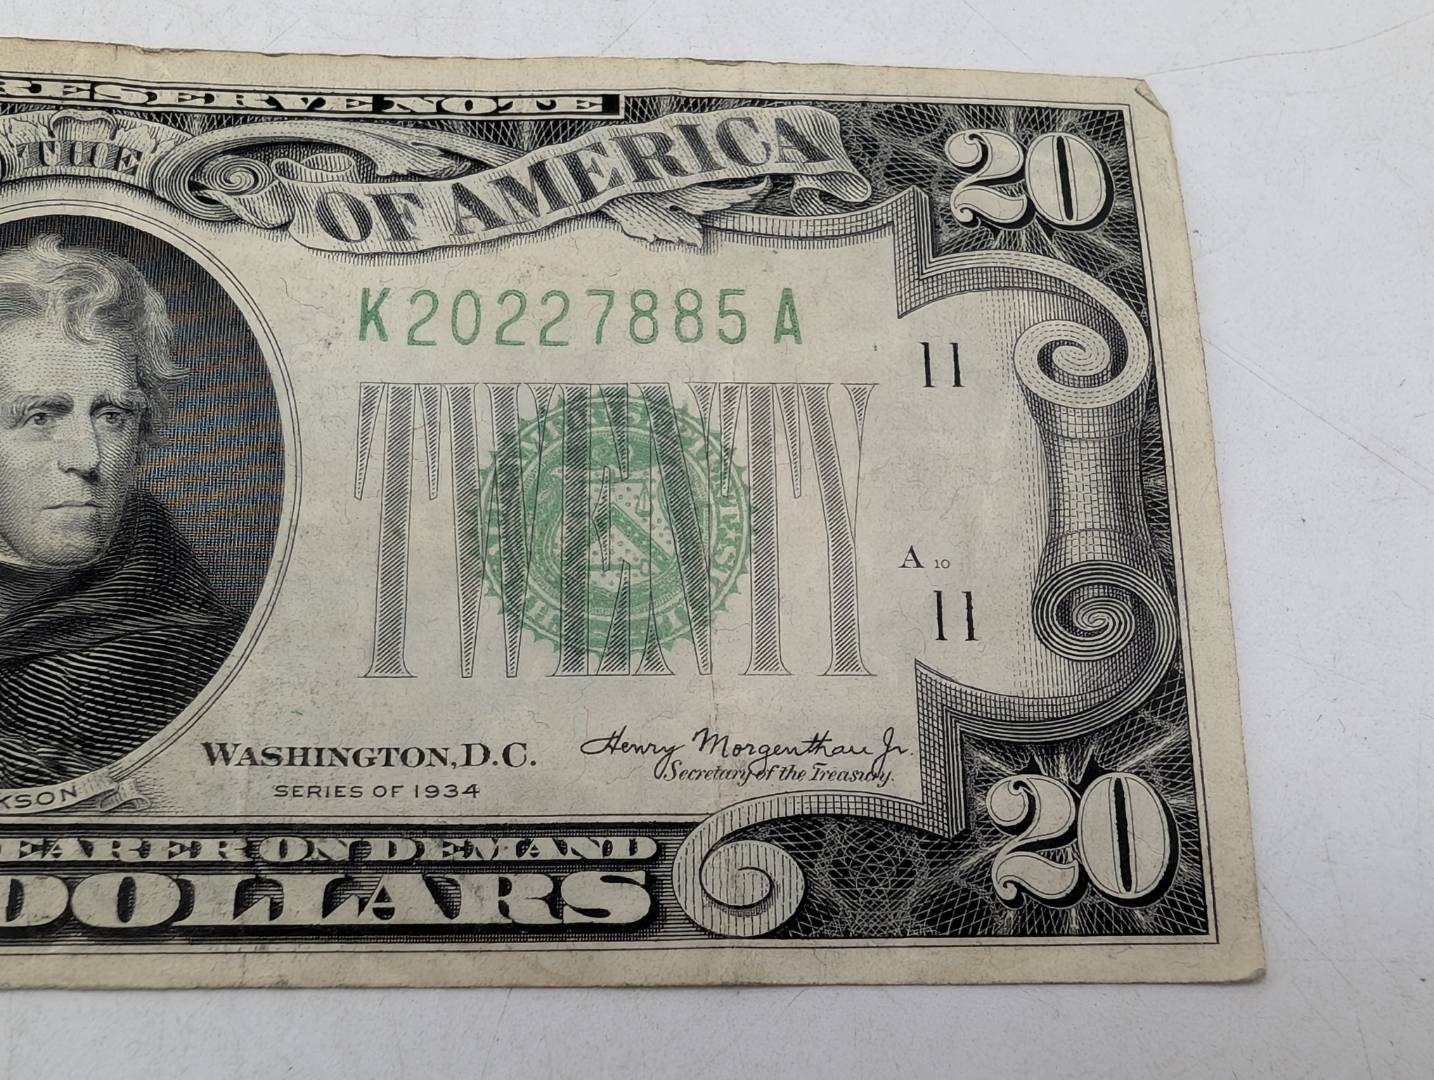 RESERVE NOTE
THE
OF AMERICA
20
K20227885A
11
TWENTY
A 10
11
WASHINGTON, D.C.
Henry Morgenthau Jr.
Secretary of the Treasury.
SERIES OF 1934
KSON
EARER ON DEMAND
DOLLARS
20